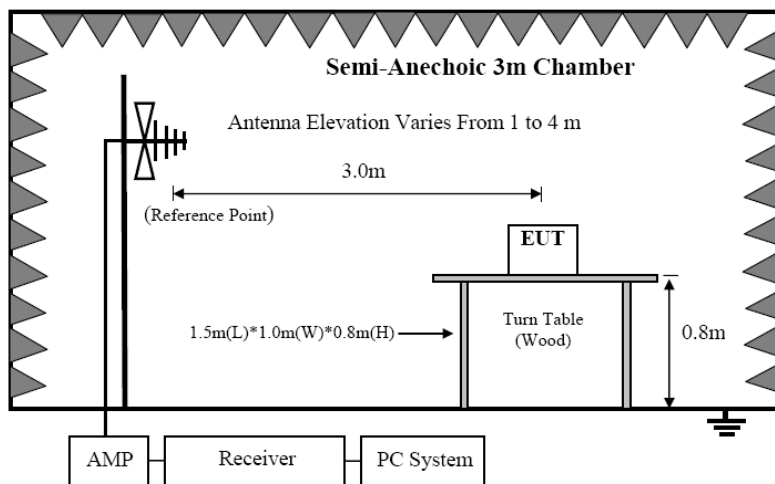 Semi-Anechoic 3m Chamber
Antenna Elevation Varies From 1 to 4 m
3.0m
(Reference Point)
EUT
1.5m(L)*1.0m(W)*0.8m(H)
Turn Table
(Wood)
0.8m
AMP
Receiver
PC System